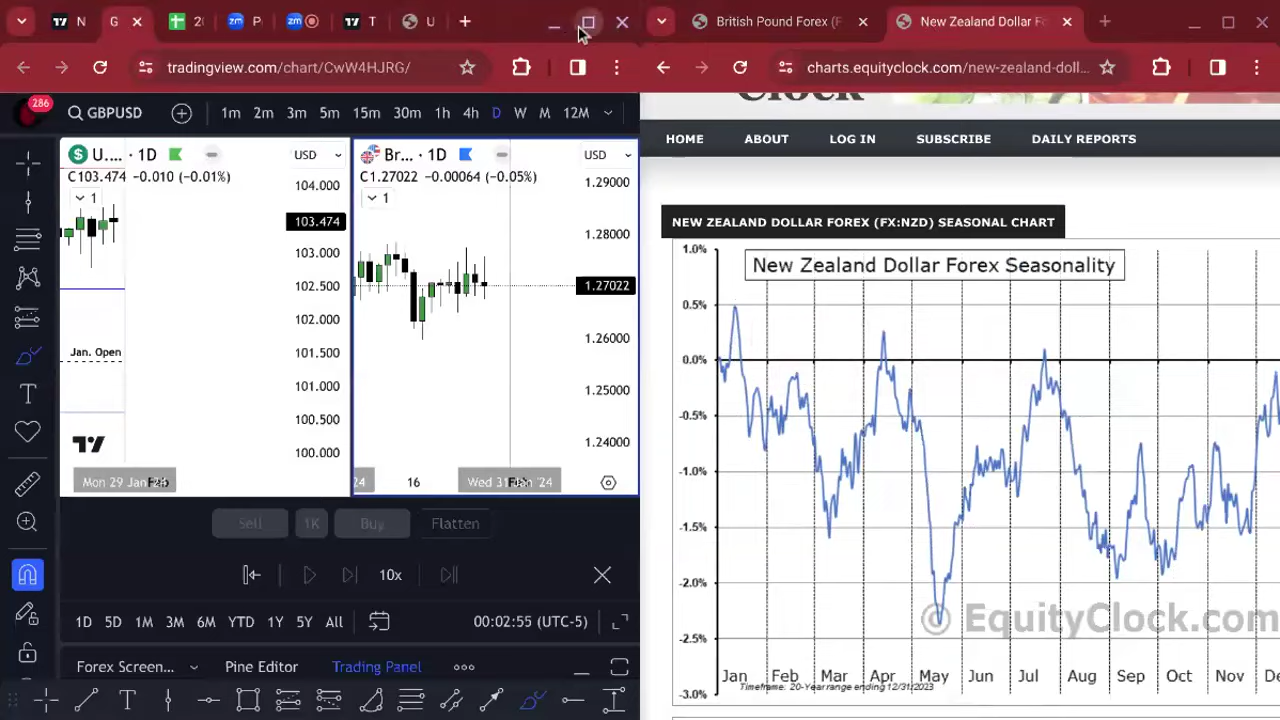 N
G
2
P
T
U
British Pound Forex (F
New Zealand Dollar F
tradingview.com/chart/CwW4HJRG/
charts.equityclock.com/new-zealand-doll...
286
GBPUSD
1m 2m 3m 5m 15m 30m 1h 4h D W M 12M
HOME ABOUT LOG IN SUBSCRIBE DAILY REPORTS
U.... · 1D
USD
C103.474 −0.010 (−0.01%)
1
104.000
103.474
103.000
102.500
102.000
101.500
101.000
100.500
100.000
Jan. Open
Mon 29 Jan '24
Br... · 1D
USD
C1.27022 −0.00064 (−0.05%)
1
1.29000
1.28000
1.27022
1.26000
1.25000
1.24000
24
16
Wed 31 Jan '24
Sell 1K Buy Flatten
10x
1D 5D 1M 3M 6M YTD 1Y 5Y All
00:02:55 (UTC-5)
Forex Screen... Pine Editor Trading Panel
NEW ZEALAND DOLLAR FOREX (FX:NZD) SEASONAL CHART
New Zealand Dollar Forex Seasonality
1.0%
0.5%
0.0%
-0.5%
-1.0%
-1.5%
-2.0%
-2.5%
-3.0%
© EquityClock.com
Jan Feb Mar Apr May Jun Jul Aug Sep Oct Nov De
Timeframe: 20-Year range ending 12/31/2023